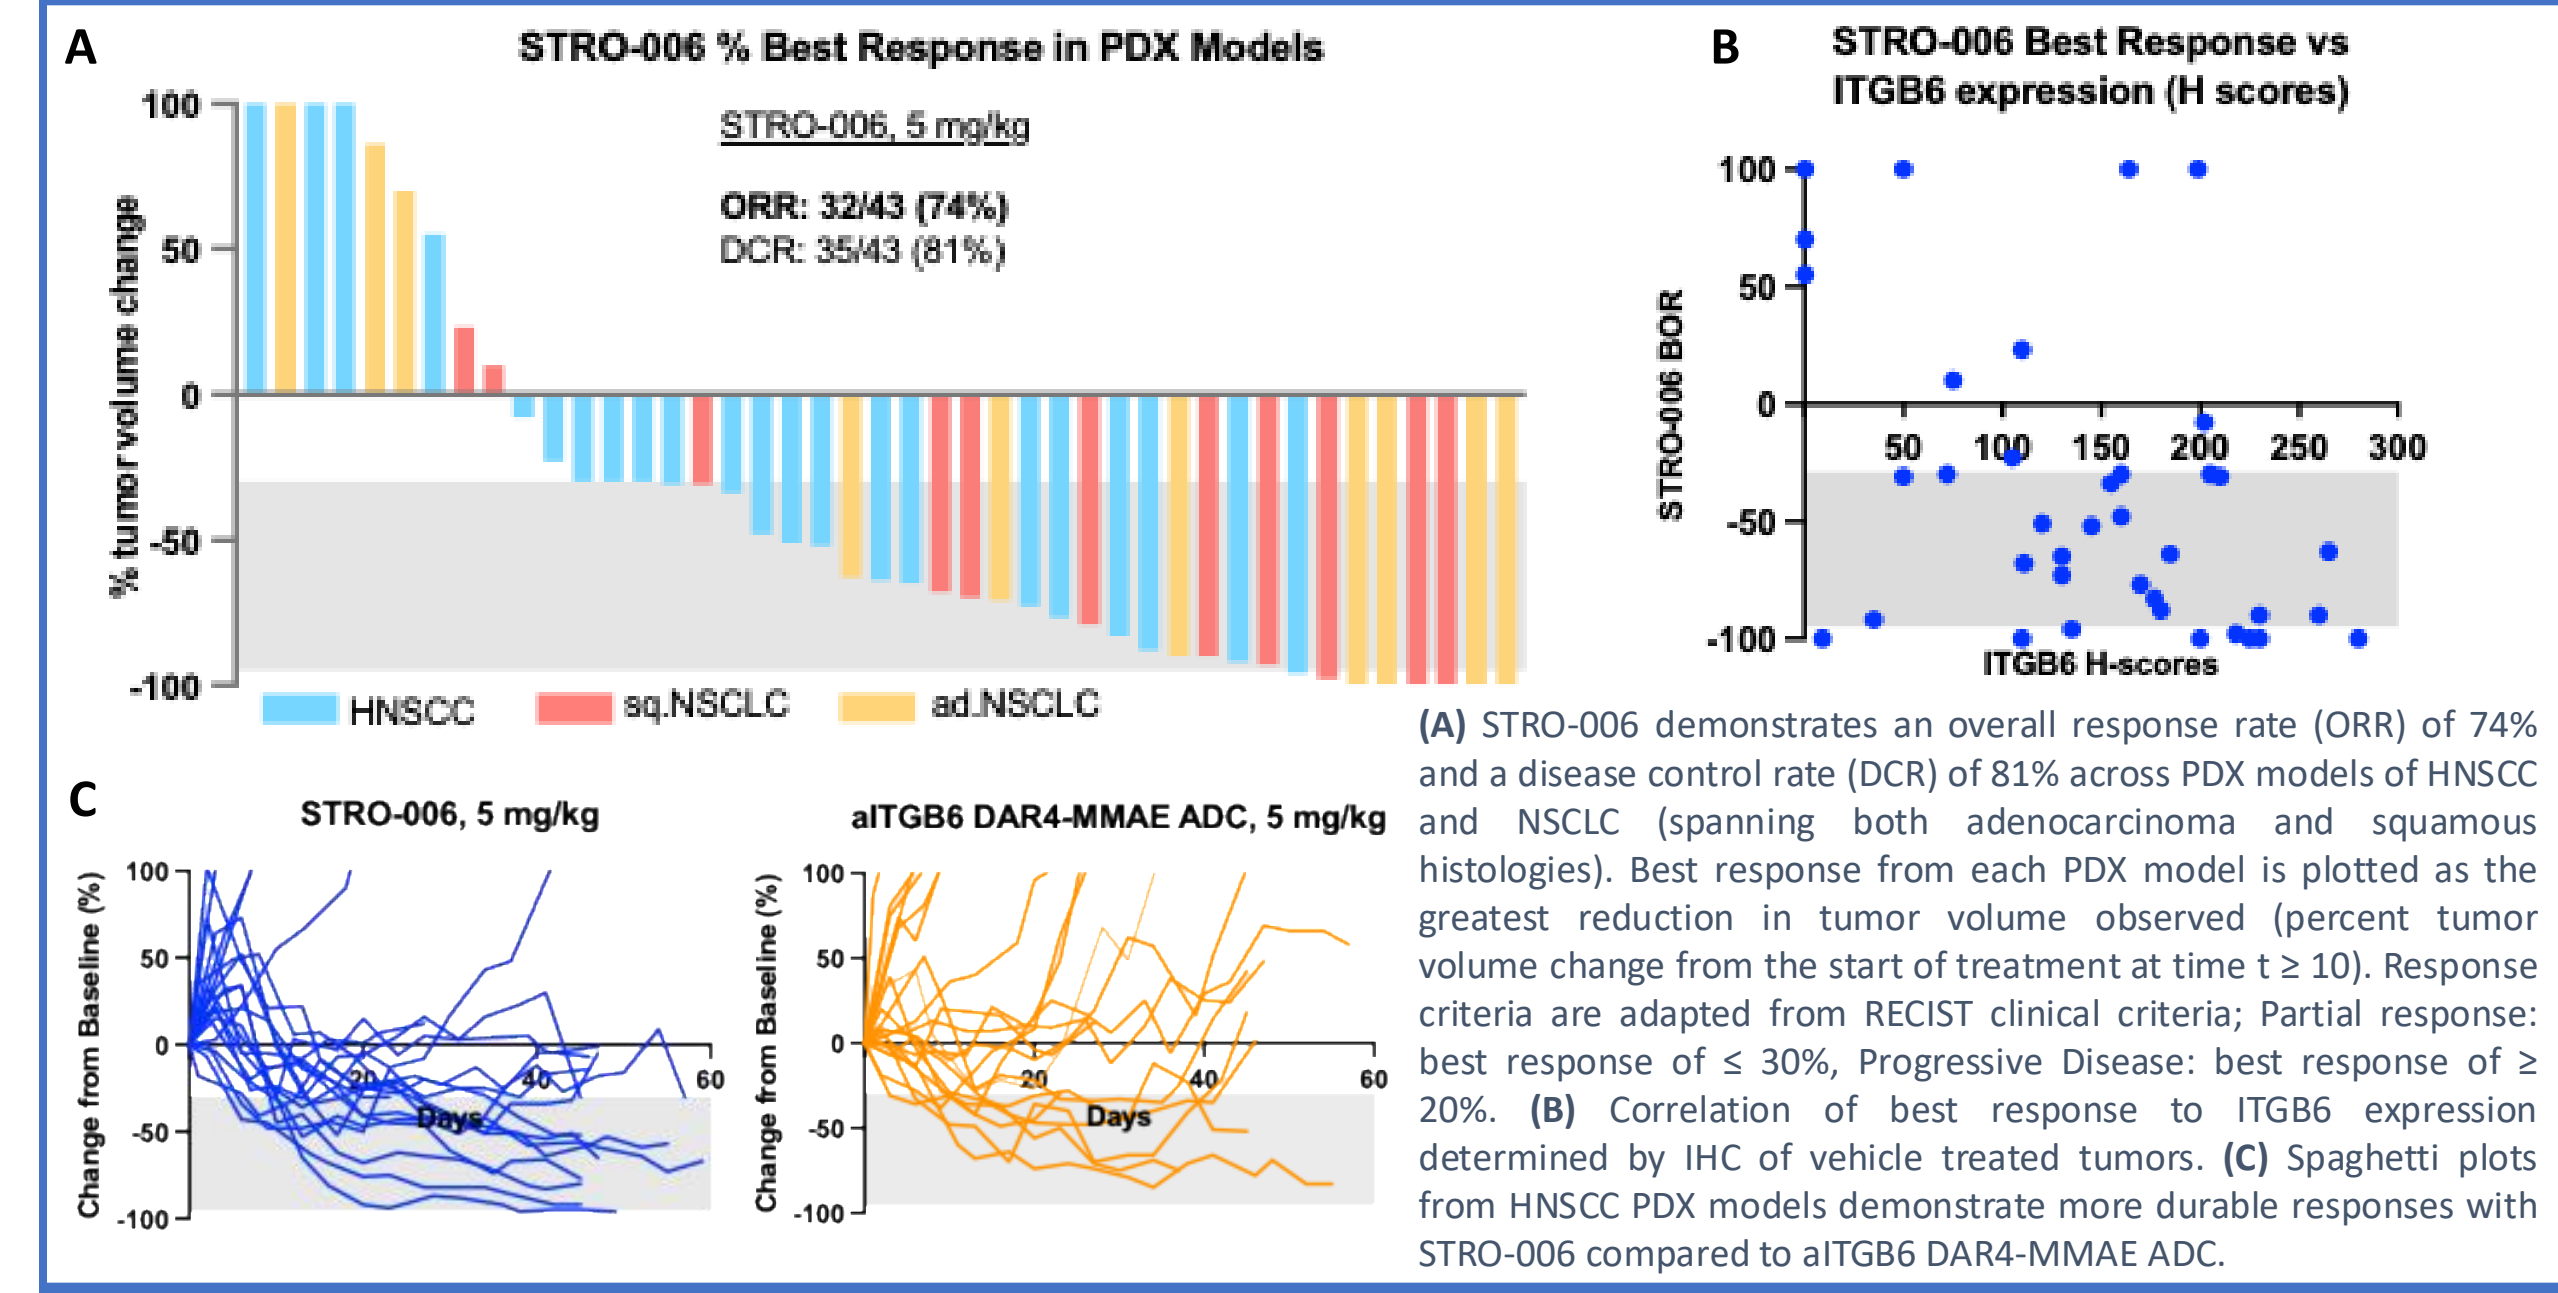 A
STRO-006 % Best Response in PDX Models
% tumor volume change
100
50
0
-50
-100
STRO-006, 5 mg/kg
ORR: 32/43 (74%)
DCR: 35/43 (81%)
HNSCC
sq.NSCLC
ad.NSCLC
B
STRO-006 Best Response vs
ITGB6 expression (H scores)
STRO-006 BOR
100
50
0
-50
-100
50 100 150 200 250 300
ITGB6 H-scores
C
STRO-006, 5 mg/kg
Change from Baseline (%)
100
50
0
-50
-100
20 40 60
Days
aITGB6 DAR4-MMAE ADC, 5 mg/kg
Change from Baseline (%)
100
50
0
-50
-100
20 40 60
Days
(A) STRO-006 demonstrates an overall response rate (ORR) of 74%
and a disease control rate (DCR) of 81% across PDX models of HNSCC
and NSCLC (spanning both adenocarcinoma and squamous
histologies). Best response from each PDX model is plotted as the
greatest reduction in tumor volume observed (percent tumor
volume change from the start of treatment at time t ≥ 10). Response
criteria are adapted from RECIST clinical criteria; Partial response:
best response of ≤ 30%, Progressive Disease: best response of ≥
20%. (B) Correlation of best response to ITGB6 expression
determined by IHC of vehicle treated tumors. (C) Spaghetti plots
from HNSCC PDX models demonstrate more durable responses with
STRO-006 compared to aITGB6 DAR4-MMAE ADC.